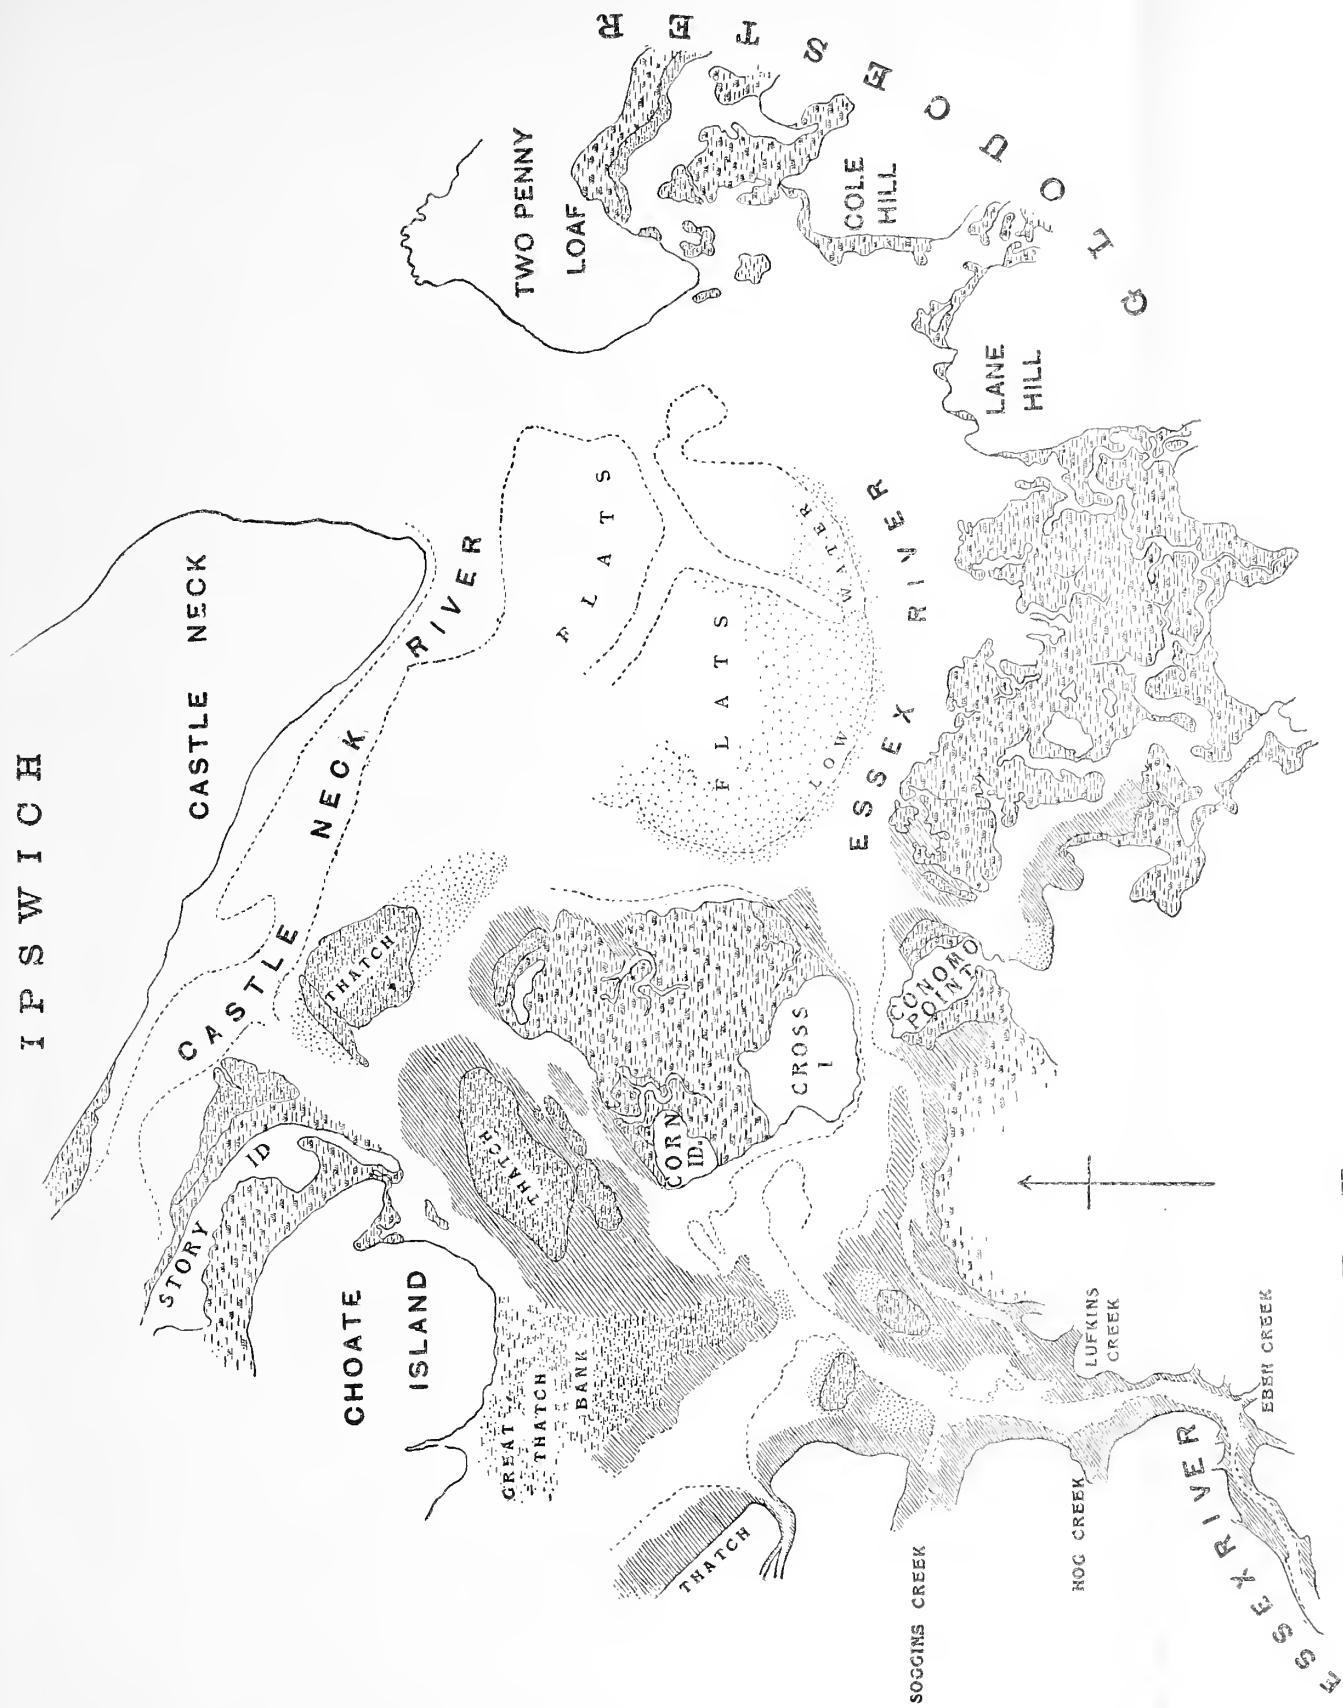 IPSWICH
CASTLE NECK
CASTLE NECK RIVER
STORY ID
THATCH
CHOATE
ISLAND
THATCH
THATCH
GREAT
THATCH
BANK
THATCH
CORN
ID.
CROSS
I
FLATS
FLATS
LOW WATER
TWO PENNY
LOAF
COLE
HILL
LANE
HILL
GLOUCESTER
ESSEX RIVER
CONOMO
POINT
SOGGINS CREEK
HOG CREEK
LUFKINS
CREEK
EBEN CREEK
ESSEX RIVER